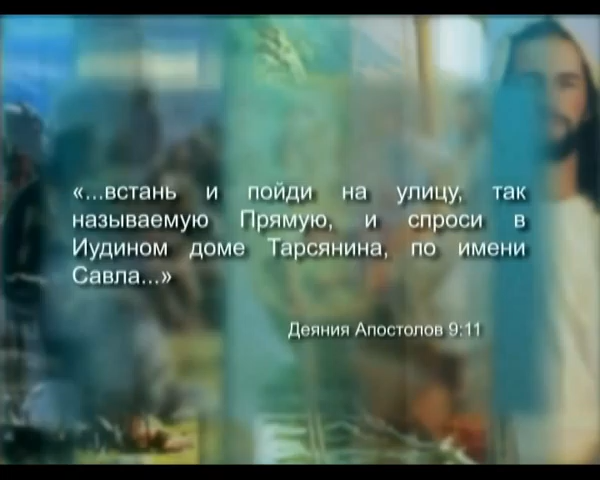 «...встань и пойди на улицу, так
называемую Прямую, и спроси в
Иудином доме Тарсянина, по имени
Савла...»
Деяния Апостолов 9:11